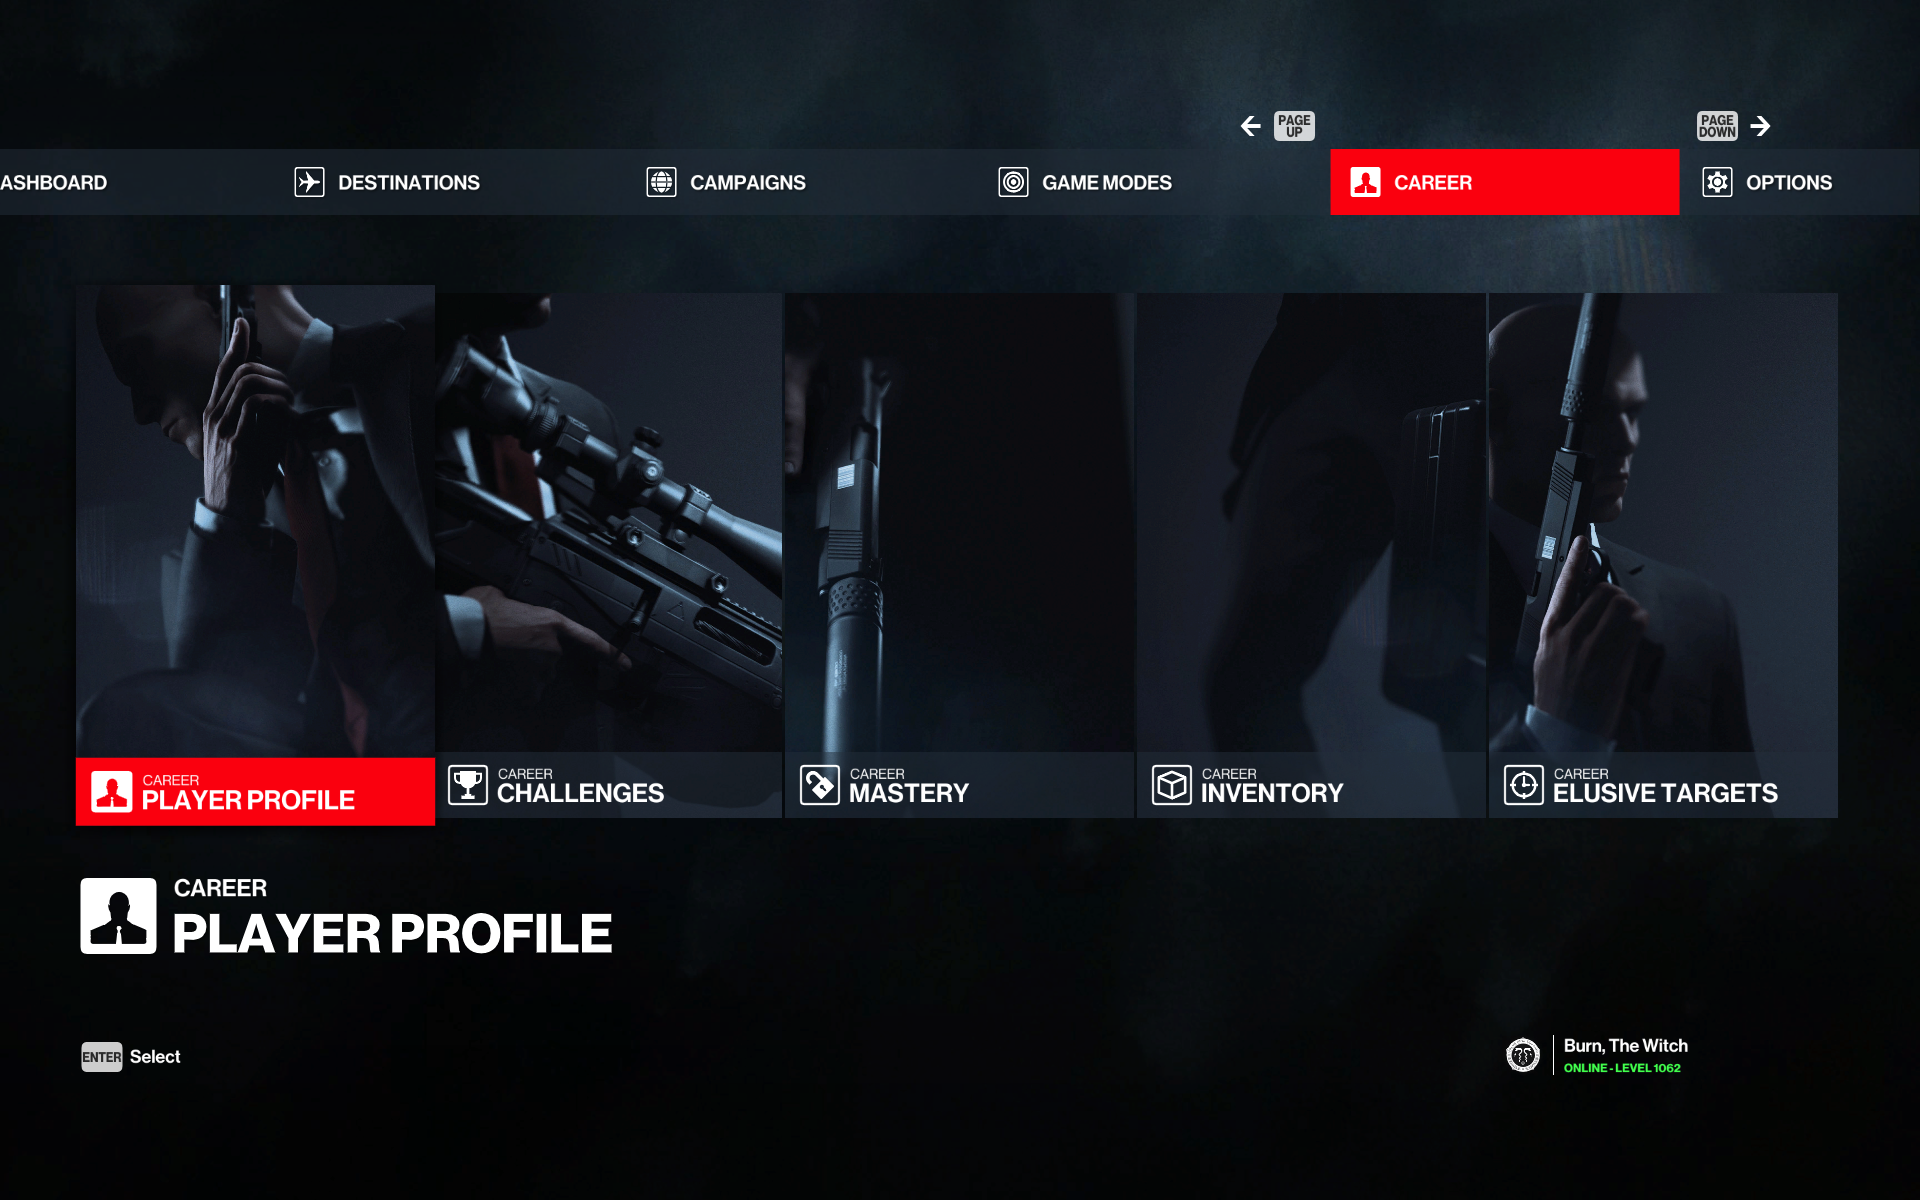 PAGE
UP
PAGE
DOWN
ASHBOARD
DESTINATIONS
CAMPAIGNS
GAME MODES
CAREER
OPTIONS
CAREER
PLAYER PROFILE
CAREER
CHALLENGES
CAREER
MASTERY
CAREER
INVENTORY
CAREER
ELUSIVE TARGETS
CAREER
PLAYER PROFILE
ENTER Select
Burn, The Witch
ONLINE - LEVEL 1062